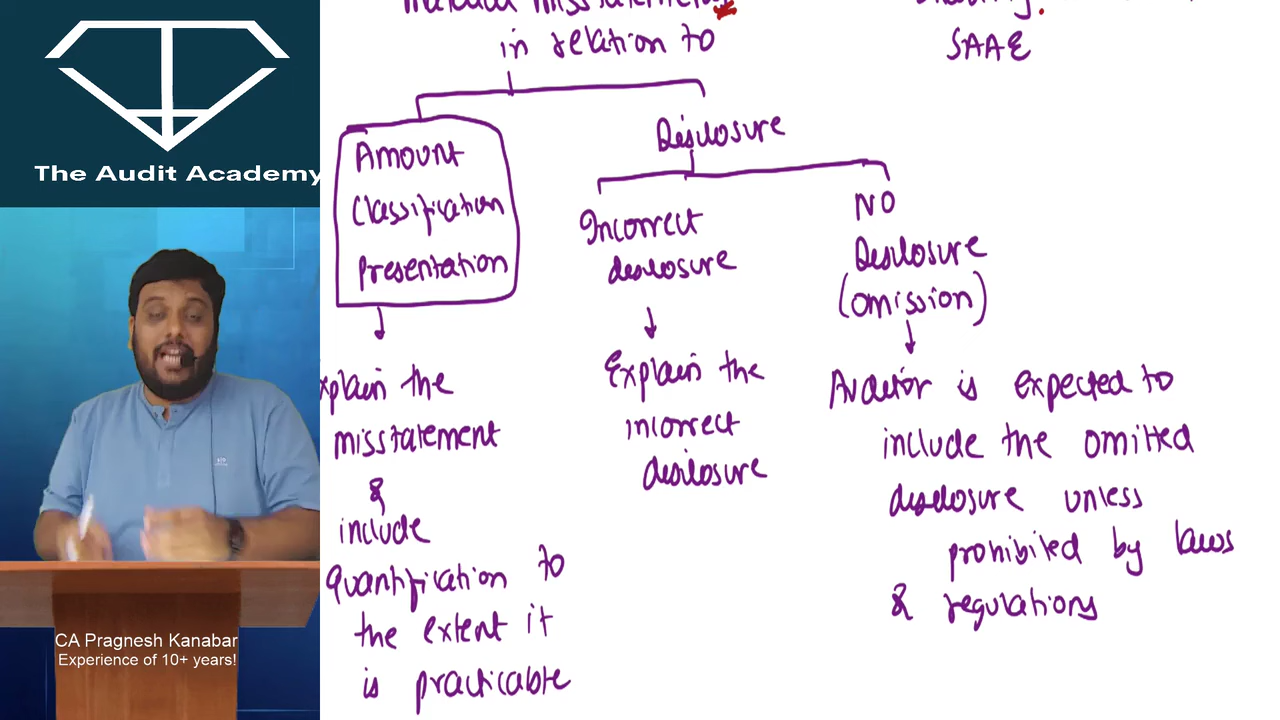 The Audit Academy
CA Pragnesh Kanabar
Experience of 10+ years!
in relation to
SAAE
Amount
Classification
Presentation
Disclosure
Incorrect
disclosure
NO
Disclosure
(omission)
xplain the
misstatement
&
include
quantification to
the extent it
is practicable
Explain the
incorrect
disclosure
Auditor is expected to
include the omitted
disclosure unless
prohibited by laws
& regulations